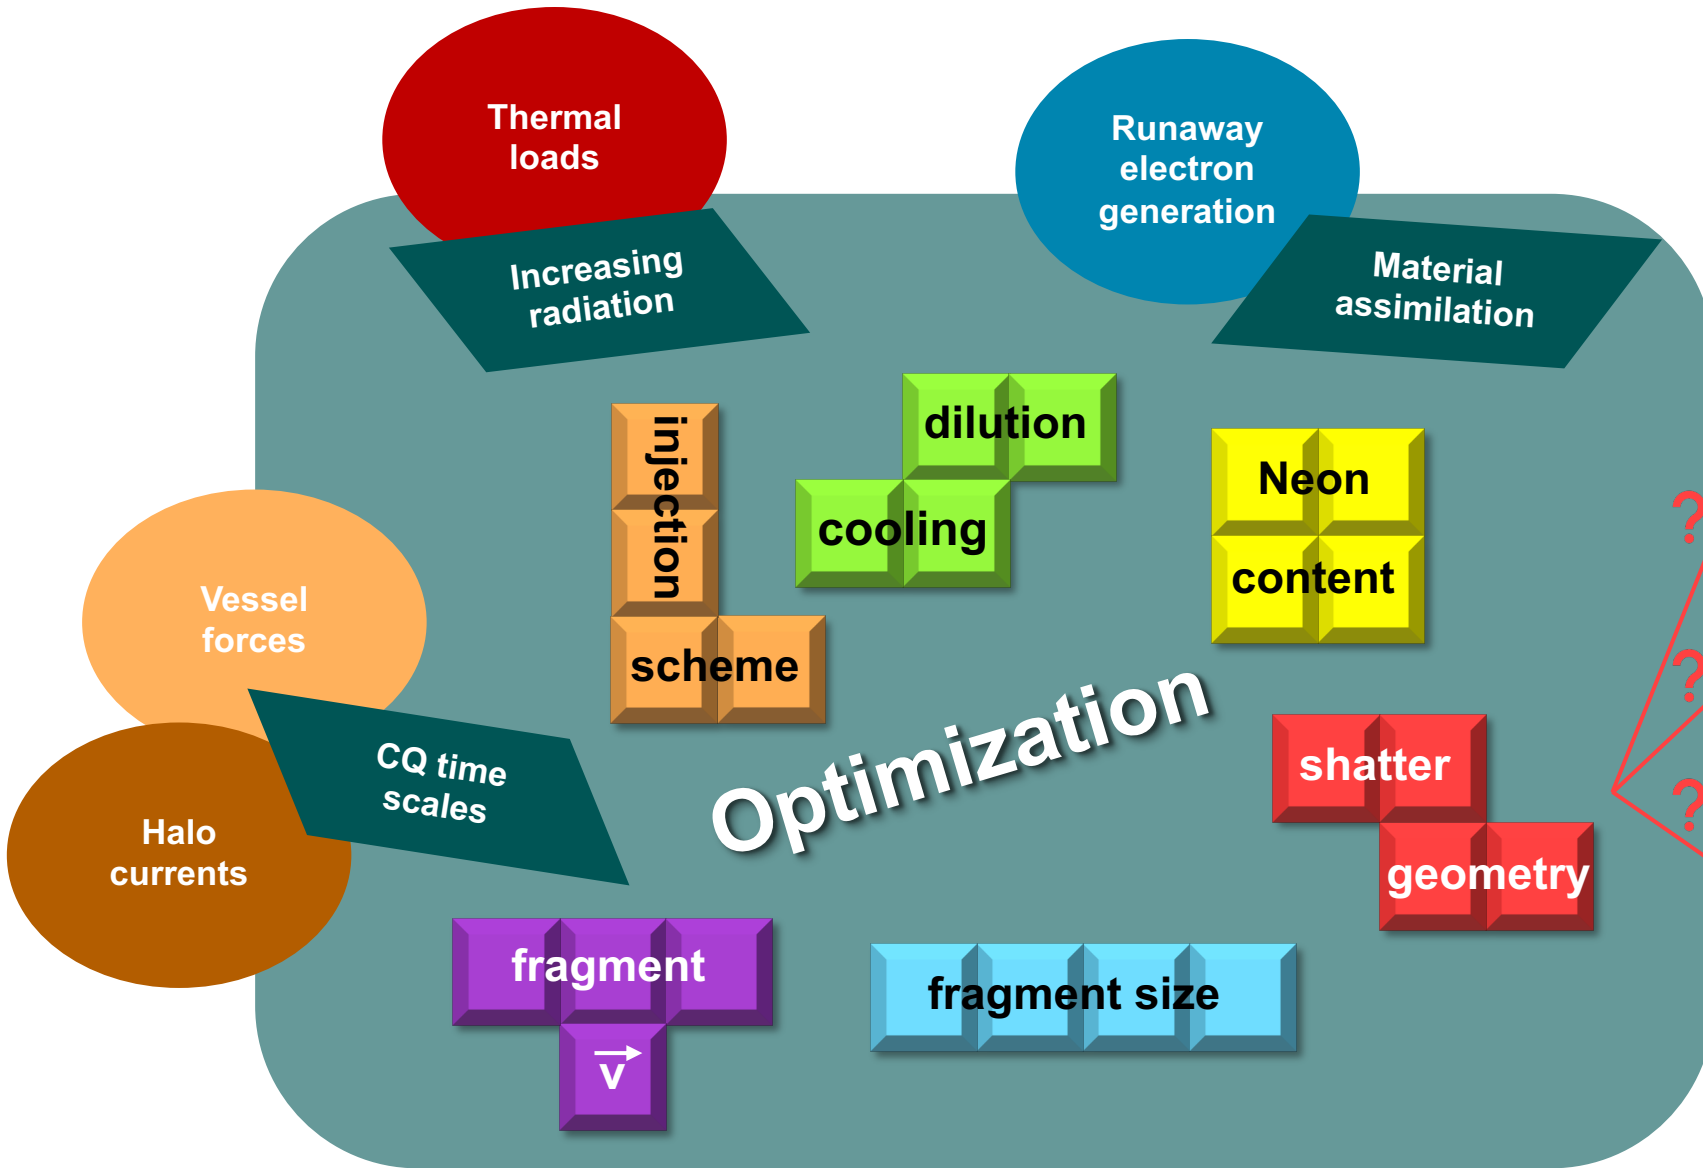 Thermal
loads
Runaway
electron
generation
Increasing
radiation
Material
assimilation
injection
scheme
dilution
cooling
Neon
content
?
?
?
Vessel
forces
CQ time
scales
Halo
currents
Optimization
shatter
geometry
fragment
v
fragment size